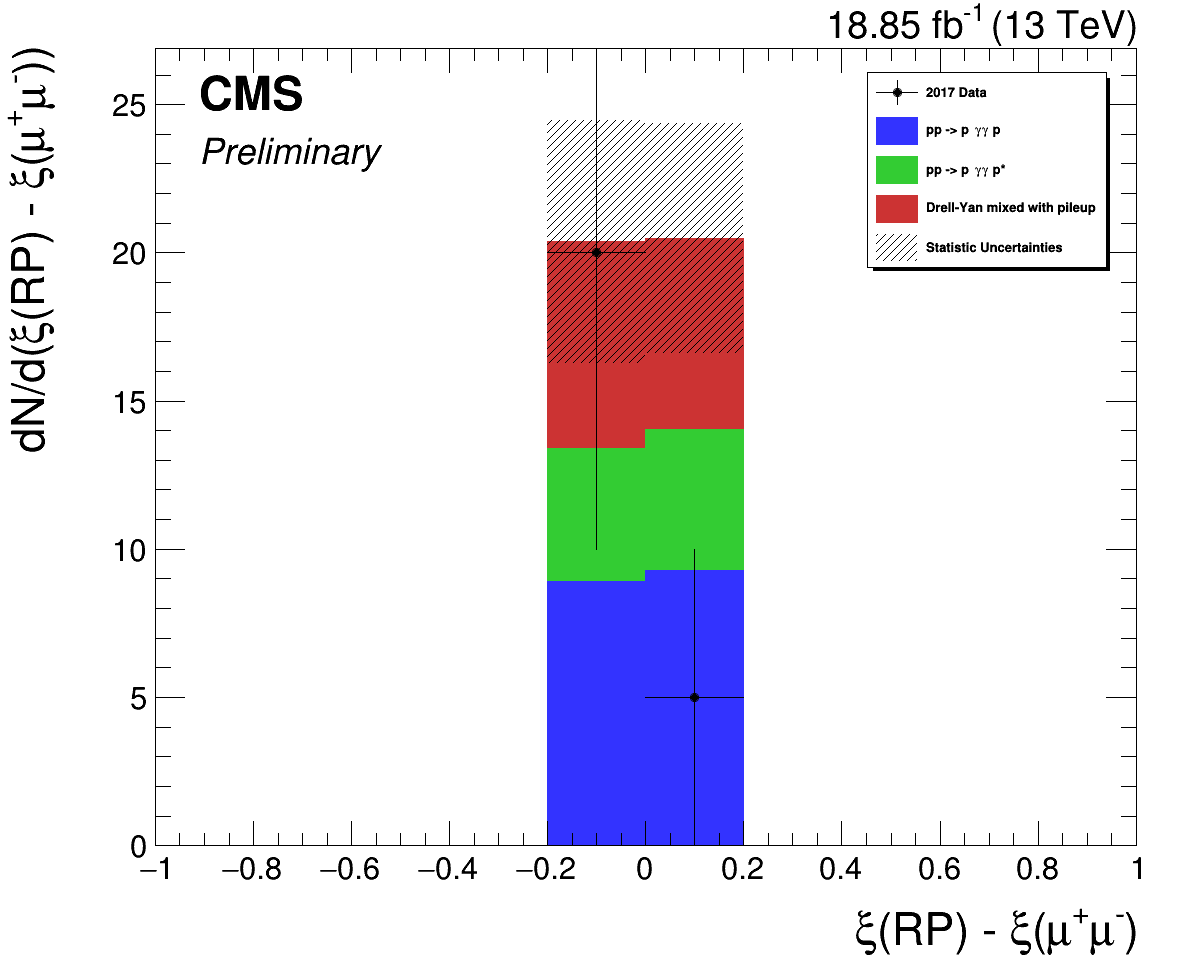 18.85 fb⁻¹ (13 TeV)
CMS
Preliminary
2017 Data
pp -> p γγ p
pp -> p γγ p*
Drell-Yan mixed with pileup
Statistic Uncertainties
dN/d(ξ(RP) - ξ(μ⁺μ⁻))
25
20
15
10
5
0
−1 −0.8 −0.6 −0.4 −0.2 0 0.2 0.4 0.6 0.8 1
ξ(RP) - ξ(μ⁺μ⁻)